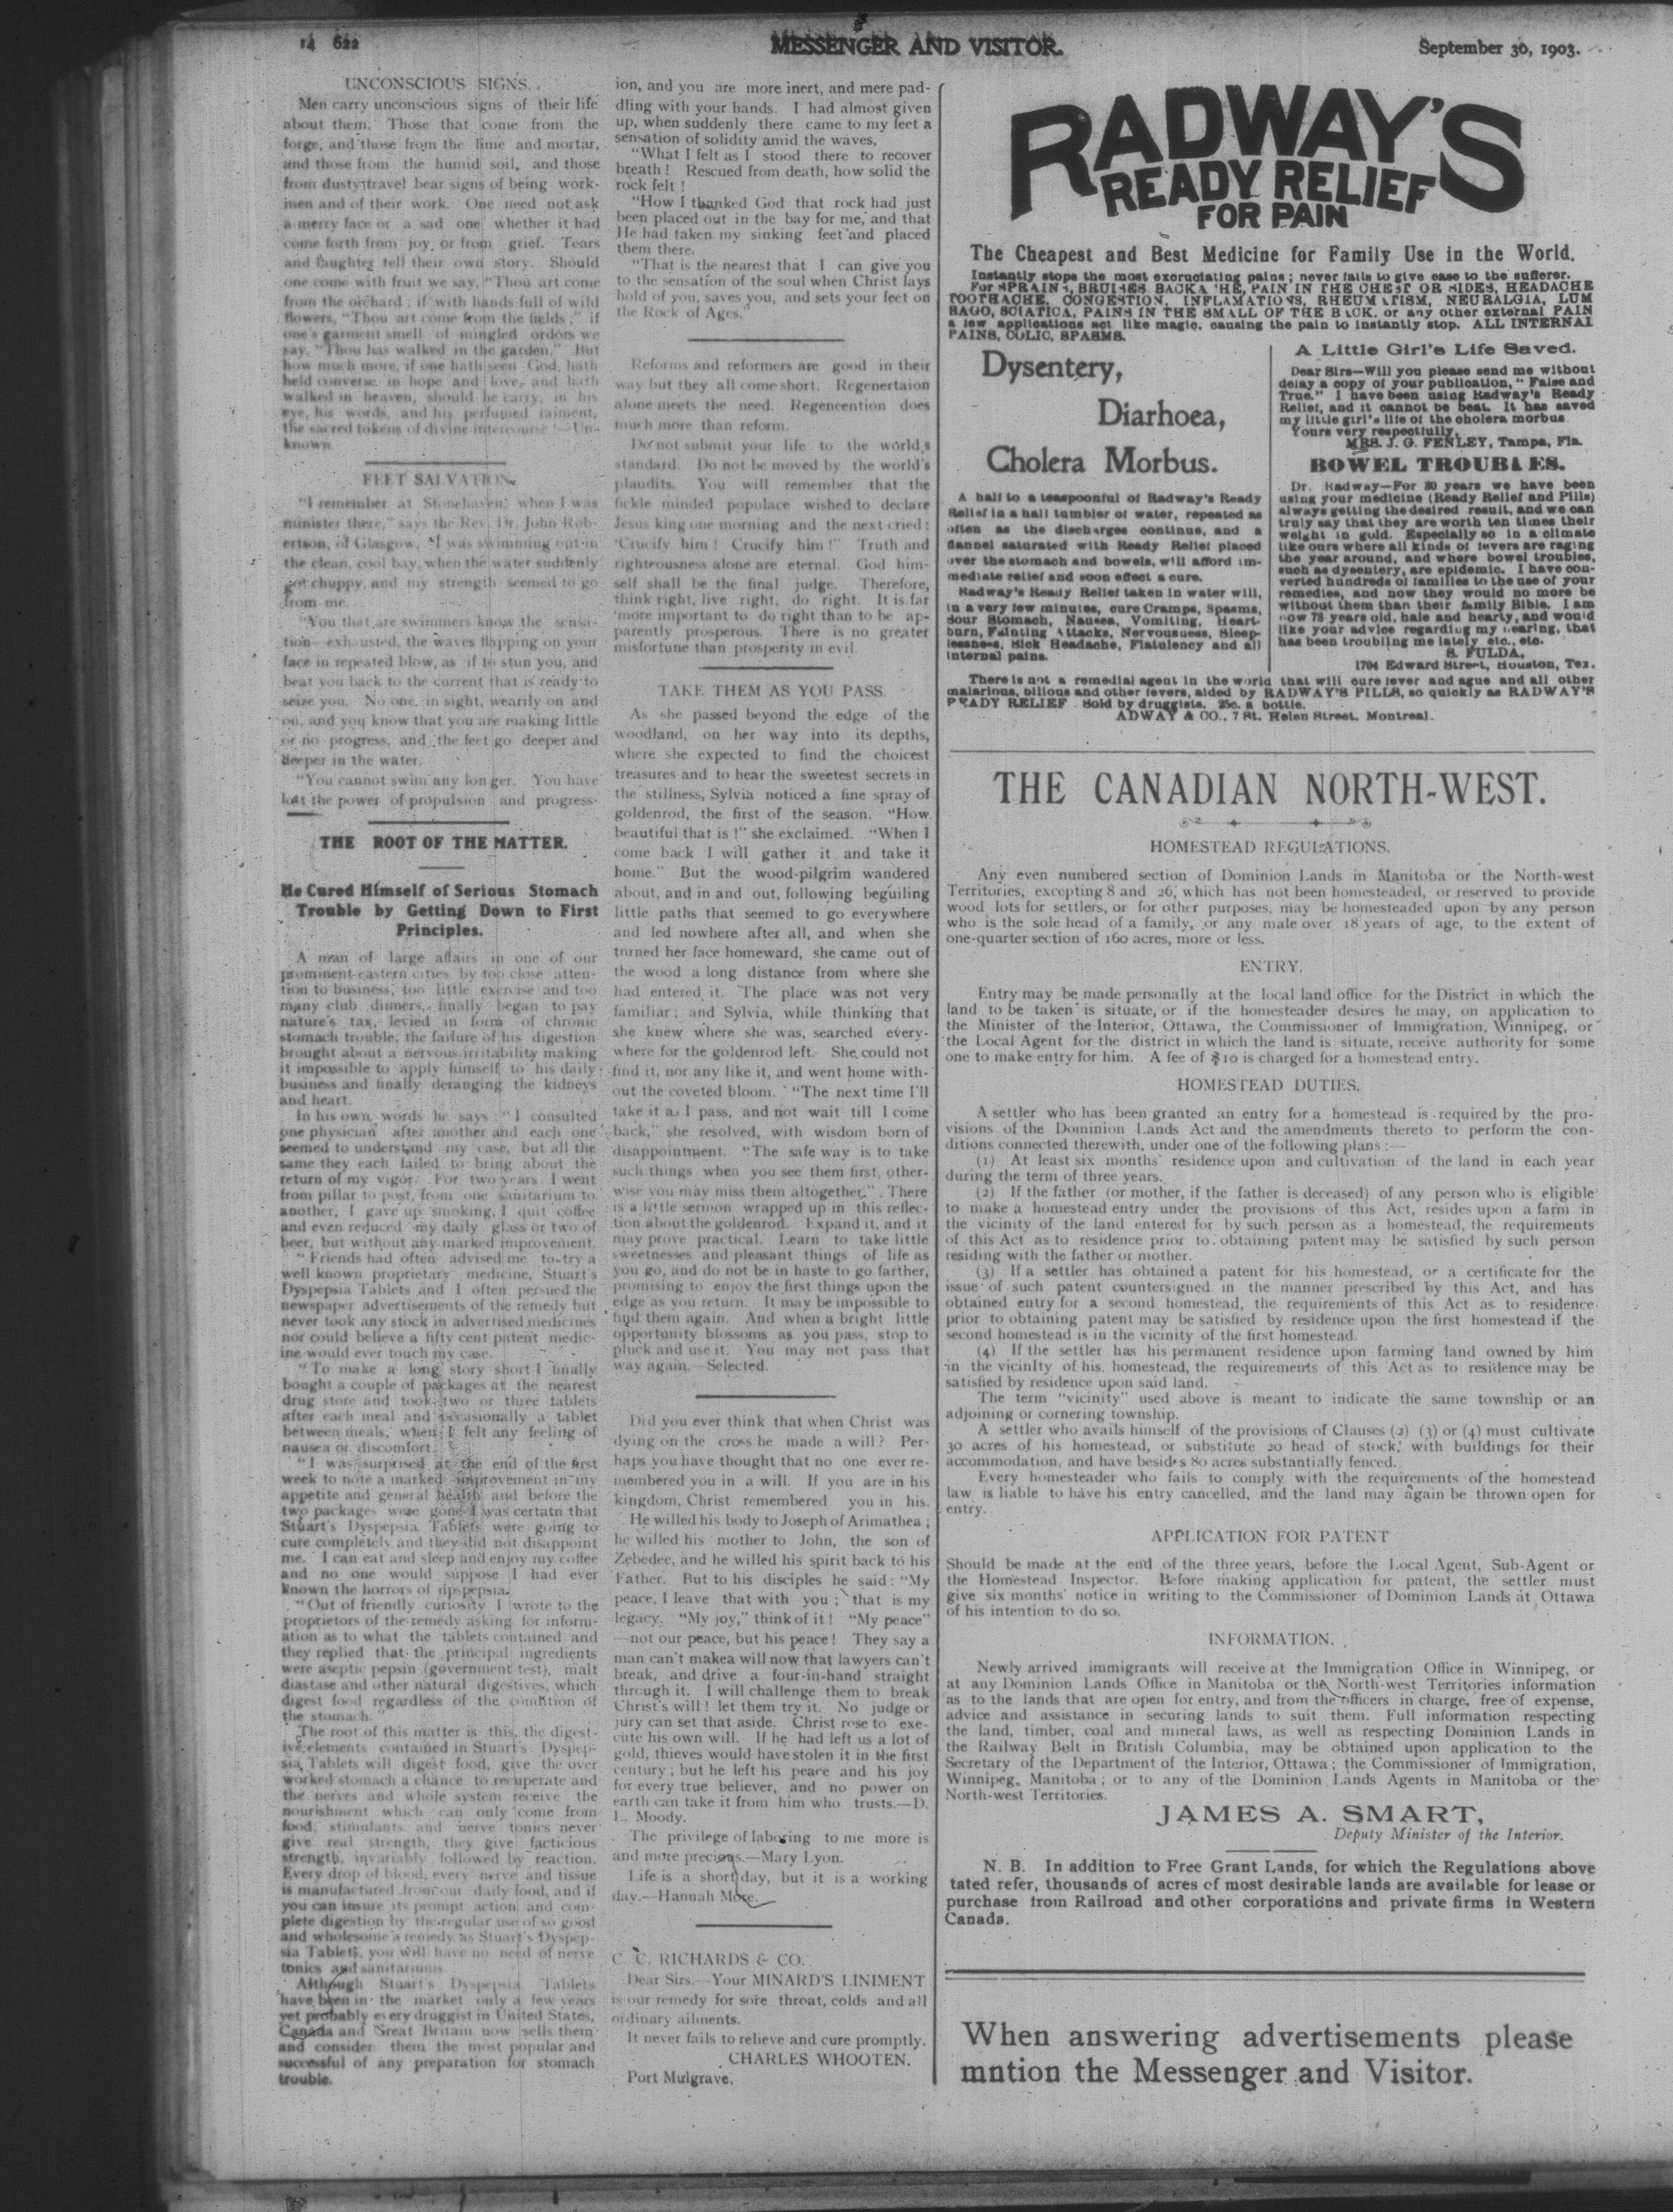 14 622
MESSENGER AND VISITOR.
September 30, 1903.
UNCONSCIOUS SIGNS.
Men carry unconscious signs of their life
about them. Those that come from the
forge, and those from the lime and mortar,
and those from the humid soil, and those
from dusty travel bear signs of being work-
men and of their work. One need not ask
a merry face or a sad one whether it had
come forth from joy or from grief. Tears
and laughter tell their own story. Should
one come with fruit we say, "Thou art come
from the orchard ; if with hands full of wild
flowers, "Thou art come from the fields ;" if
one's garment smell of mingled ordors we
say, "Thou has walked in the garden." But
how much more, if one hath seen God, hath
held converse in hope and love, and hath
walked in heaven, should he carry, in his
eye, his words, and his perfumed raiment,
the sacred tokens of divine intercourse !—Un-
known
FEET SALVATION.
"I remember at Stonehaven, when I was
minister there," says the Rev. Dr. John Rob-
ertson, of Glasgow, "I was swimming out in
the clean, cool bay, when the water suddenly
got chuppy, and my strength seemed to go
from me.
"You that are swimmers know the sensa-
tion—exhausted, the waves flapping on your
face in repeated blow, as if to stun you, and
beat you back to the current that is ready to
seize you. No one in sight, wearily on and
on, and you know that you are making little
or no progress, and the feet go deeper and
deeper in the water.
"You cannot swim any longer. You have
lost the power of propulsion and progress-
THE ROOT OF THE MATTER.
He Cured Himself of Serious Stomach
Trouble by Getting Down to First
Principles.
A man of large affairs in one of our
prominent eastern cities by too close atten-
tion to business, too little exercise and too
many club dinners, finally began to pay
nature's tax, levied in form of chronic
stomach trouble; the failure of his digestion
brought about a nervous irritability making
it impossible to apply himself to his daily
business and finally deranging the kidneys
and heart.
In his own words he says : "I consulted
one physician after another and each one
seemed to understand my case, but all the
same they each failed to bring about the
return of my vigor. For two years I went
from pillar to post, from one sanitarium to
another, I gave up smoking, I quit coffee
and even reduced my daily glass or two of
beer, but without any marked improvement.
"Friends had often advised me to try a
well known proprietary medicine, Stuart's
Dyspepsia Tablets and I often persued the
newspaper advertisements of the remedy but
never took any stock in advertised medicines
nor could believe a fifty cent patent medic-
ine would ever touch my case.
"To make a long story short I finally
bought a couple of packages at the nearest
drug store and took two or three tablets
after each meal and occasionally a tablet
between meals, when I felt any feeling of
nausea or discomfort.
"I was surprised at the end of the first
week to note a marked improvement in my
appetite and general health and before the
two packages were gone I was certatn that
Stuart's Dyspepsia Tablets were going to
cure completely and they did not disappoint
me. I can eat and sleep and enjoy my coffee
and no one would suppose I had ever
known the horrors of dpspepsia.
"Out of friendly curiosity I wrote to the
proprietors of the remedy asking for inform-
ation as to what the tablets contained and
they replied that the principal ingredients
were aseptic pepsin (government test), malt
diastase and other natural digestives, which
digest food regardless of the condition of
the stomach."
The root of this matter is this, the digest-
ive elements contained in Stuart's Dyspep-
sia Tablets will digest food, give the over
worked stomach a chance to recuperate and
the nerves and whole system receive the
nourishment which can only come from
food, stimulants and nerve tonics never
give real strength, they give facticious
strength, invariably followed by reaction.
Every drop of blood, every nerve and tissue
is manufactured from our daily food, and if
you can insure its prompt action and com-
plete digestion by the regular use of so good
and wholesome a remedy as Stuart's Dyspep-
sia Tablets, you will have no need of nerve
tonics and sanitariums.
Although Stuart's Dyspepsia Tablets
have been in the market only a few years
yet probably every druggist in United States,
Canada and Great Britain now sells them
and consider them the most popular and
successful of any preparation for stomach
trouble.
ion, and you are more inert, and mere pad-
dling with your hands. I had almost given
up, when suddenly there came to my feet a
sensation of solidity amid the waves,
"What I felt as I stood there to recover
breath ! Rescued from death, how solid the
rock felt !
"How I thanked God that rock had just
been placed out in the bay for me, and that
He had taken my sinking feet and placed
them there.
"That is the nearest that I can give you
to the sensation of the soul when Christ lays
hold of you, saves you, and sets your feet on
the Rock of Ages."
Reforms and reformers are good in their
way but they all come short. Regenertaion
alone meets the need. Regencention does
much more than reform.
Do not submit your life to the world,s
standard. Do not be moved by the world's
plaudits. You will remember that the
fickle minded populace wished to declare
Jesus king one morning and the next cried:
'Crucify him ! Crucify him !" Truth and
righteousness alone are eternal. God him-
self shall be the final judge. Therefore,
think right, live right, do right. It is far
more important to do right than to be ap-
parently prosperous. There is no greater
misfortune than prosperity in evil.
TAKE THEM AS YOU PASS.
As she passed beyond the edge of the
woodland, on her way into its depths,
where she expected to find the choicest
treasures and to hear the sweetest secrets in
the stillness, Sylvia noticed a fine spray of
goldenrod, the first of the season. "How
beautiful that is !" she exclaimed. "When I
come back I will gather it and take it
home." But the wood-pilgrim wandered
about, and in and out, following beguiling
little paths that seemed to go everywhere
and led nowhere after all, and when she
turned her face homeward, she came out of
the wood a long distance from where she
had entered it. The place was not very
familiar ; and Sylvia, while thinking that
she knew where she was, searched every-
where for the goldenrod left. She could not
find it, nor any like it, and went home with-
out the coveted bloom. "The next time I'll
take it as I pass, and not wait till I come
back," she resolved, with wisdom born of
disappointment. "The safe way is to take
such things when you see them first, other-
wise you may miss them altogether." There
is a little sermon wrapped up in this reflec-
tion about the goldenrod. Expand it, and it
may prove practical. Learn to take little
sweetnesses and pleasant things of life as
you go, and do not be in haste to go farther,
promising to enjoy the first things upon the
edge as you return. It may be impossible to
find them again. And when a bright little
opportunity blossoms as you pass, stop to
pluck and use it. You may not pass that
way again.—Selected.
Did you ever think that when Christ was
dying on the cross he made a will ? Per-
haps you have thought that no one ever re-
membered you in a will. If you are in his
kingdom, Christ remembered you in his.
He willed his body to Joseph of Arimathea ;
he willed his mother to John, the son of
Zebedee, and he willed his spirit back to his
Father. But to his disciples he said : "My
peace, I leave that with you ; that is my
legacy. "My joy," think of it ! "My peace"
—not our peace, but his peace ! They say a
man can't makea will now that lawyers can't
break, and drive a four-in-hand straight
through it. I will challenge them to break
Christ's will ! let them try it. No judge or
jury can set that aside. Christ rose to exe-
cute his own will. If he had left us a lot of
gold, thieves would have stolen it in the first
century ; but he left his peace and his joy
for every true believer, and no power on
earth can take it from him who trusts.—D.
L. Moody.
The privilege of laboring to me more is
and more precious.—Mary Lyon.
Life is a short day, but it is a working
day.—Hannah More.
C. C. RICHARDS & CO.
Dear Sirs.—Your MINARD'S LINIMENT
is our remedy for sore throat, colds and all
ordinary ailments.
It never fails to relieve and cure promptly.
CHARLES WHOOTEN.
Port Mulgrave.
RADWAY'S
READY RELIEF
FOR PAIN
The Cheapest and Best Medicine for Family Use in the World.
Instantly stops the most excruciating pains ; never fails to give ease to the sufferer.
For SPRAINS, BRUISES. BACKA HE, PAIN IN THE CHEST OR SIDES, HEADACHE
TOOTHACHE, CONGESTION, INFLAMATIONS, RHEUMATISM, NEURALGIA, LUM
BAGO, SCIATICA, PAINS IN THE SMALL OF THE BACK. or any other external PAIN
a few applications act like magic, causing the pain to instantly stop. ALL INTERNAL
PAINS, COLIC, SPASMS.
Dysentery,
Diarhoea,
Cholera Morbus.
A half to a teaspoonful of Radway's Ready
Relief in a half tumbler of water, repeated as
often as the discharges continue, and a
flannel saturated with Ready Relief placed
over the stomach and bowels, will afford im-
mediate relief and soon effect a cure.
Radway's Ready Relief taken in water will,
in a very few minutes, cure Cramps, Spasms,
Sour Stomach, Nausea, Vomiting, Heart-
burn, Fainting Attacks, Nervousness, Sleep-
lessness, Sick Headache, Flatulency and all
internal pains.
A Little Girl's Life Saved.
Dear Sirs—Will you please send me without
delay a copy of your publication, " False and
True." I have been using Radway's Ready
Relief, and it cannot be beat. It has saved
my little girl's life of the cholera morbus
Yours very respectfully,
MRS. J. G. FENLEY, Tampa, Fla.
BOWEL TROUBLES.
Dr. Radway—For 30 years we have been
using your medicine (Ready Relief and Pills)
always getting the desired result, and we can
truly say that they are worth ten times their
weight in gold. Especially so in a climate
like ours where all kinds of fevers are raging
the year around, and where bowel troubles,
such as dysentery, are epidemic. I have con-
verted hundreds of families to the use of your
remedies, and now they would no more be
without them than their family Bible. I am
now 73 years old, hale and hearty, and would
like your advice regarding my hearing, that
has been troubling me lately etc., etc.
S. FULDA,
1704 Edward Street, Houston, Tex.
There is not a remedial agent in the world that will cure fever and ague and all other
malarious, bilious and other fevers, aided by RADWAY'S PILLS, so quickly as RADWAY'S
READY RELIEF Sold by druggists. 25c. a bottle.
ADWAY & CO., 7 St. Helen Street, Montreal.
THE CANADIAN NORTH-WEST.
HOMESTEAD REGULATIONS.
Any even numbered section of Dominion Lands in Manitoba or the North-west
Territories, excepting 8 and 26, which has not been homesteaded, or reserved to provide
wood lots for settlers, or for other purposes, may be homesteaded upon by any person
who is the sole head of a family, or any male over 18 years of age, to the extent of
one-quarter section of 160 acres, more or less.
ENTRY.
Entry may be made personally at the local land office for the District in which the
land to be taken is situate, or if the homesteader desires he may, on application to
the Minister of the Interior, Ottawa, the Commissioner of Immigration, Winnipeg, or
the Local Agent for the district in which the land is situate, receive authority for some
one to make entry for him. A fee of $10 is charged for a homestead entry.
HOMESTEAD DUTIES.
A settler who has been granted an entry for a homestead is required by the pro-
visions of the Dominion Lands Act and the amendments thereto to perform the con-
ditions connected therewith, under one of the following plans :—
(1) At least six months' residence upon and cultivation of the land in each year
during the term of three years.
(2) If the father (or mother, if the father is deceased) of any person who is eligible
to make a homestead entry under the provisions of this Act, resides upon a farm in
the vicinity of the land entered for by such person as a homestead, the requirements
of this Act as to residence prior to obtaining patent may be satisfied by such person
residing with the father or mother.
(3) If a settler has obtained a patent for his homestead, or a certificate for the
issue of such patent countersigned in the manner prescribed by this Act, and has
obtained entry for a second homestead, the requirements of this Act as to residence
prior to obtaining patent may be satisfied by residence upon the first homestead if the
second homestead is in the vicinity of the first homestead.
(4) If the settler has his permanent residence upon farming land owned by him
in the vicinity of his homestead, the requirements of this Act as to residence may be
satisfied by residence upon said land.
The term "vicinity" used above is meant to indicate the same township or an
adjoining or cornering township.
A settler who avails himself of the provisions of Clauses (2) (3) or (4) must cultivate
30 acres of his homestead, or substitute 20 head of stock, with buildings for their
accommodation, and have besides 80 acres substantially fenced.
Every homesteader who fails to comply with the requirements of the homestead
law is liable to have his entry cancelled, and the land may again be thrown open for
entry.
APPLICATION FOR PATENT
Should be made at the end of the three years, before the Local Agent, Sub-Agent or
the Homestead Inspector. Before making application for patent, the settler must
give six months' notice in writing to the Commissioner of Dominion Lands at Ottawa
of his intention to do so.
INFORMATION.
Newly arrived immigrants will receive at the Immigration Office in Winnipeg, or
at any Dominion Lands Office in Manitoba or the North-west Territories information
as to the lands that are open for entry, and from the officers in charge, free of expense,
advice and assistance in securing lands to suit them. Full information respecting
the land, timber, coal and mineral laws, as well as respecting Dominion Lands in
the Railway Belt in British Columbia, may be obtained upon application to the
Secretary of the Department of the Interior, Ottawa ; the Commissioner of Immigration,
Winnipeg, Manitoba ; or to any of the Dominion Lands Agents in Manitoba or the
North-west Territories.
JAMES A. SMART,
Deputy Minister of the Interior.
N. B. In addition to Free Grant Lands, for which the Regulations above
tated refer, thousands of acres of most desirable lands are available for lease or
purchase from Railroad and other corporations and private firms in Western
Canada.
When answering advertisements please
mntion the Messenger and Visitor.